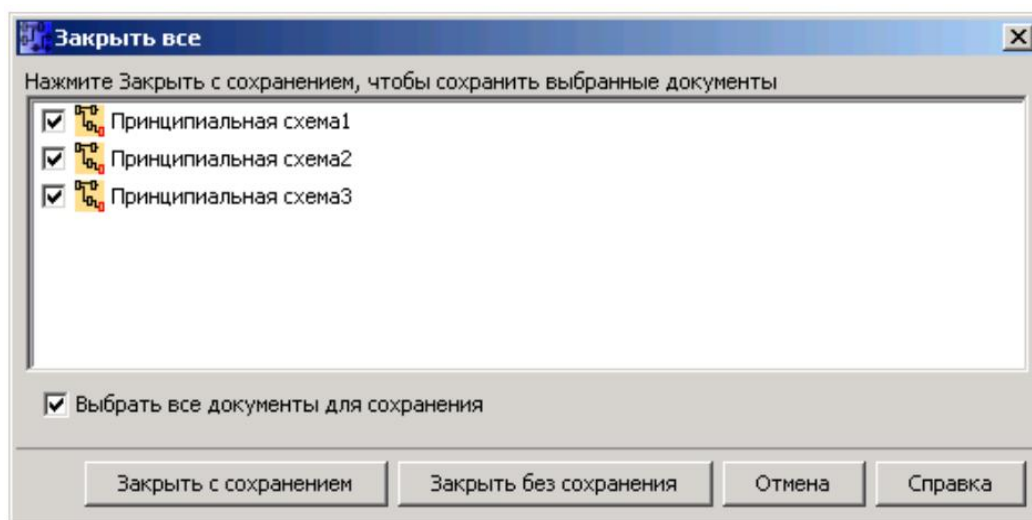 Закрыть все
Нажмите Закрыть с сохранением, чтобы сохранить выбранные документы
Принципиальная схема1
Принципиальная схема2
Принципиальная схема3
Выбрать все документы для сохранения
Закрыть с сохранением Закрыть без сохранения Отмена Справка